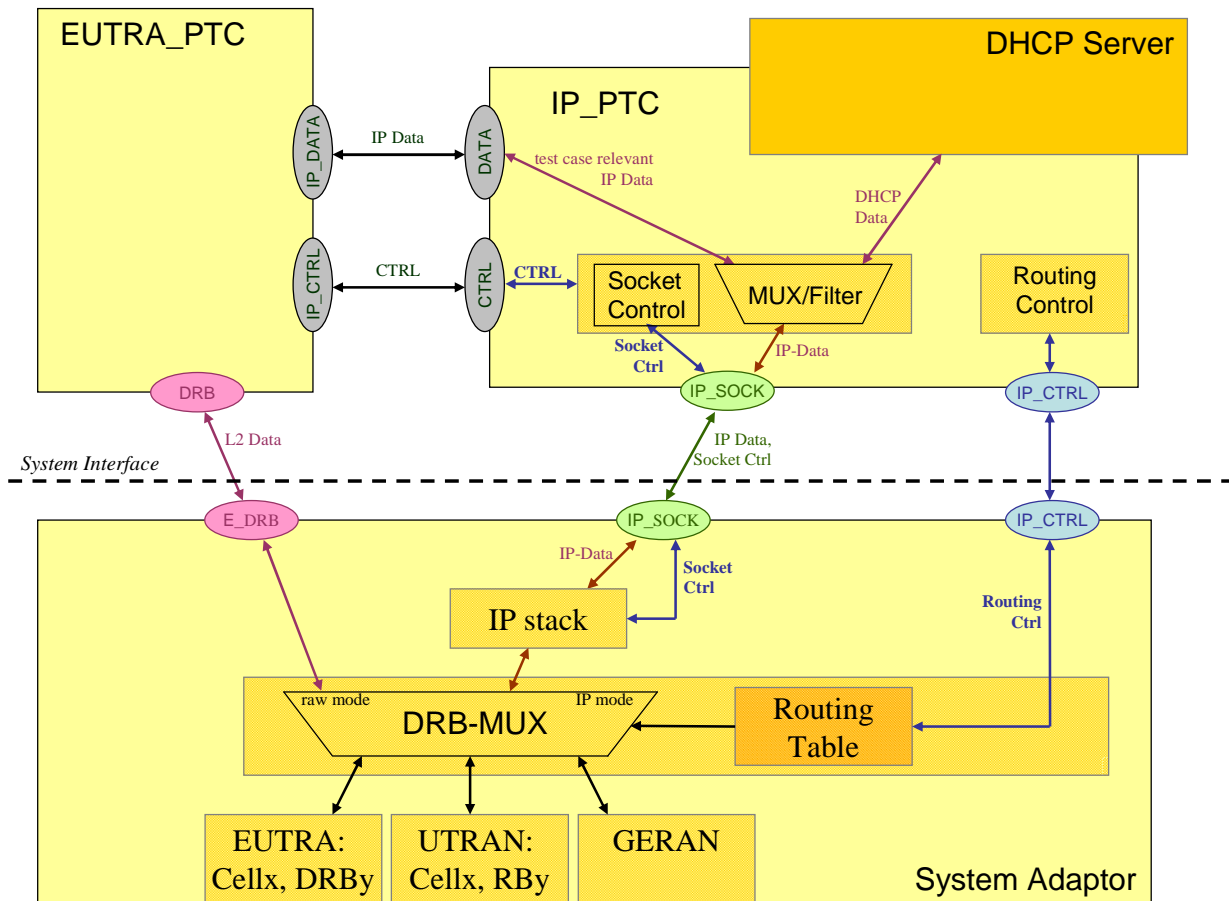 EUTRA_PTC
DHCP Server
IP_PTC
IP_DATA
IP Data
DATA
test case relevant
IP Data
DHCP
Data
IP_CTRL
CTRL
CTRL
CTRL
Socket
Control
MUX/Filter
Routing
Control
Socket
Ctrl
IP-Data
DRB
IP_SOCK
IP_CTRL
L2 Data
IP Data,
Socket Ctrl
System Interface
E_DRB
IP_SOCK
IP_CTRL
IP-Data
Socket
Ctrl
IP stack
Routing
Ctrl
raw mode
IP mode
DRB-MUX
Routing
Table
EUTRA:
Cellx, DRBy
UTRAN:
Cellx, RBy
GERAN
System Adaptor